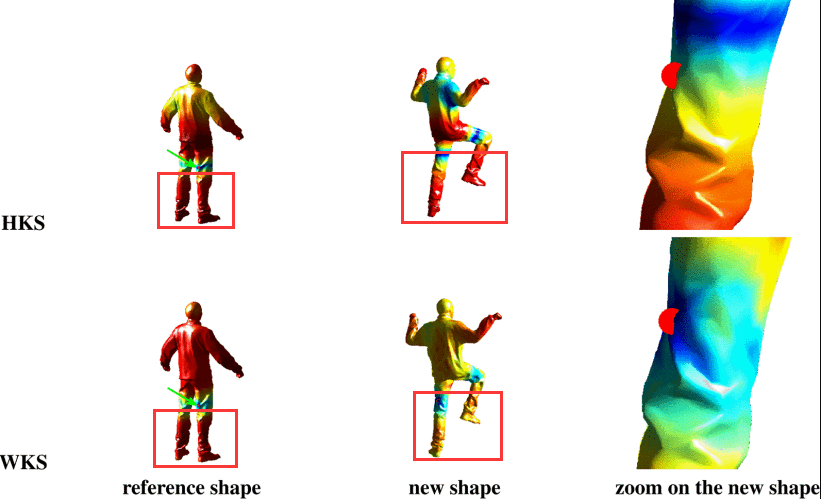 HKS
WKS
reference shape
new shape
zoom on the new shape